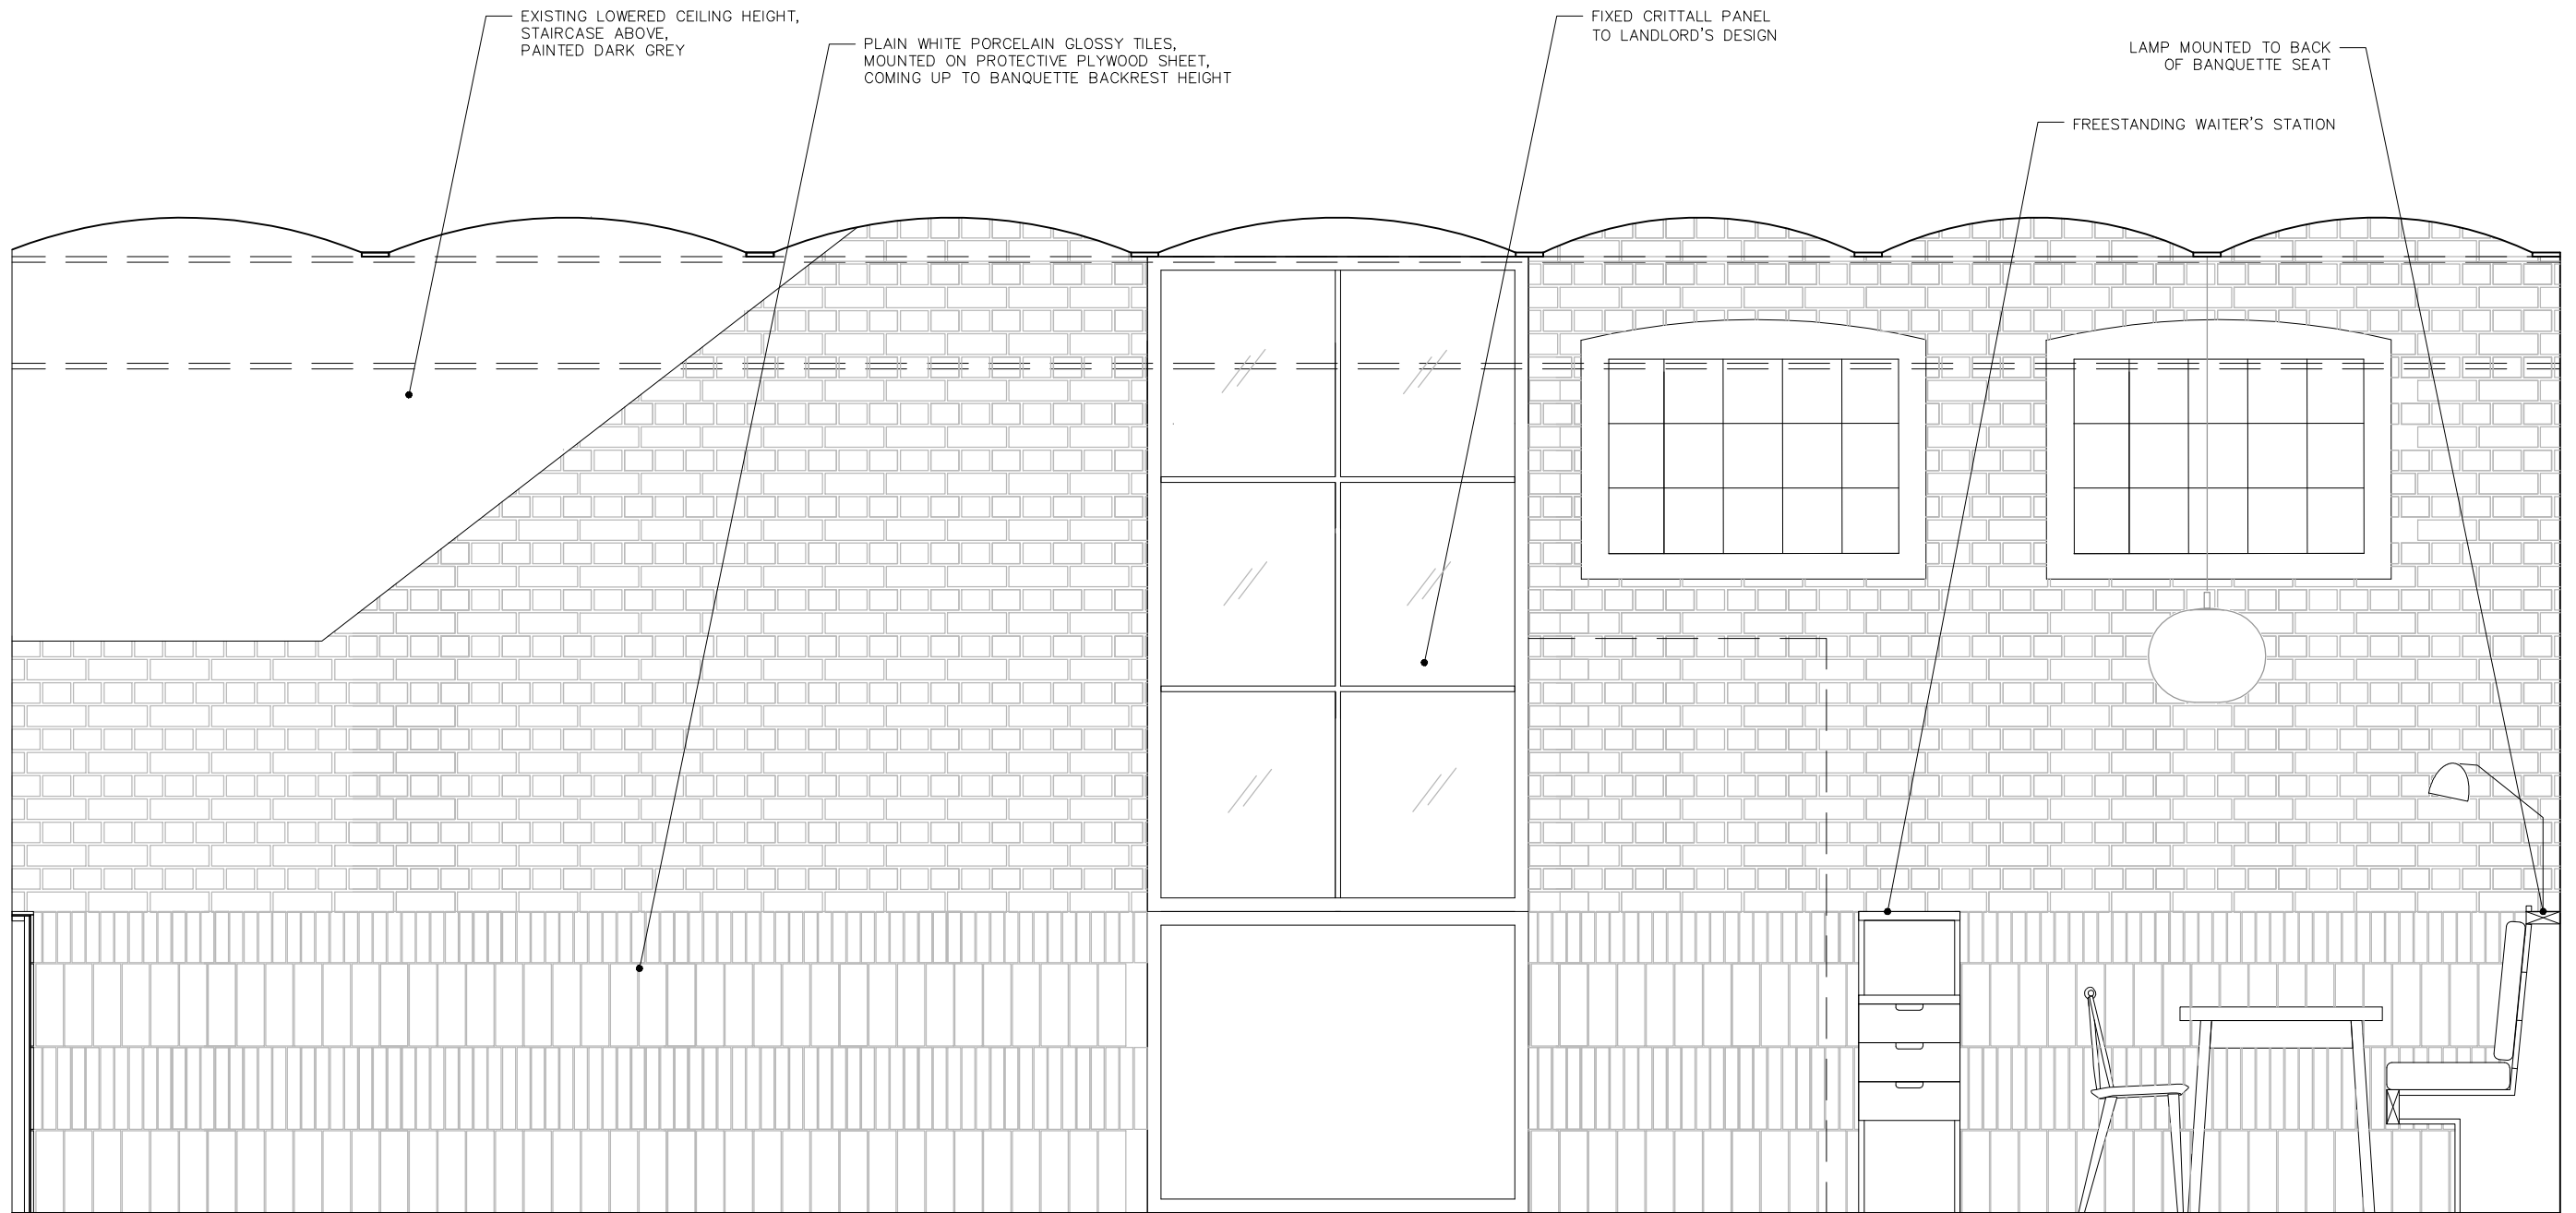 EXISTING LOWERED CEILING HEIGHT,
STAIRCASE ABOVE,
PAINTED DARK GREY
PLAIN WHITE PORCELAIN GLOSSY TILES,
MOUNTED ON PROTECTIVE PLYWOOD SHEET,
COMING UP TO BANQUETTE BACKREST HEIGHT
FIXED CRITTALL PANEL
TO LANDLORD'S DESIGN
LAMP MOUNTED TO BACK
OF BANQUETTE SEAT
FREESTANDING WAITER'S STATION